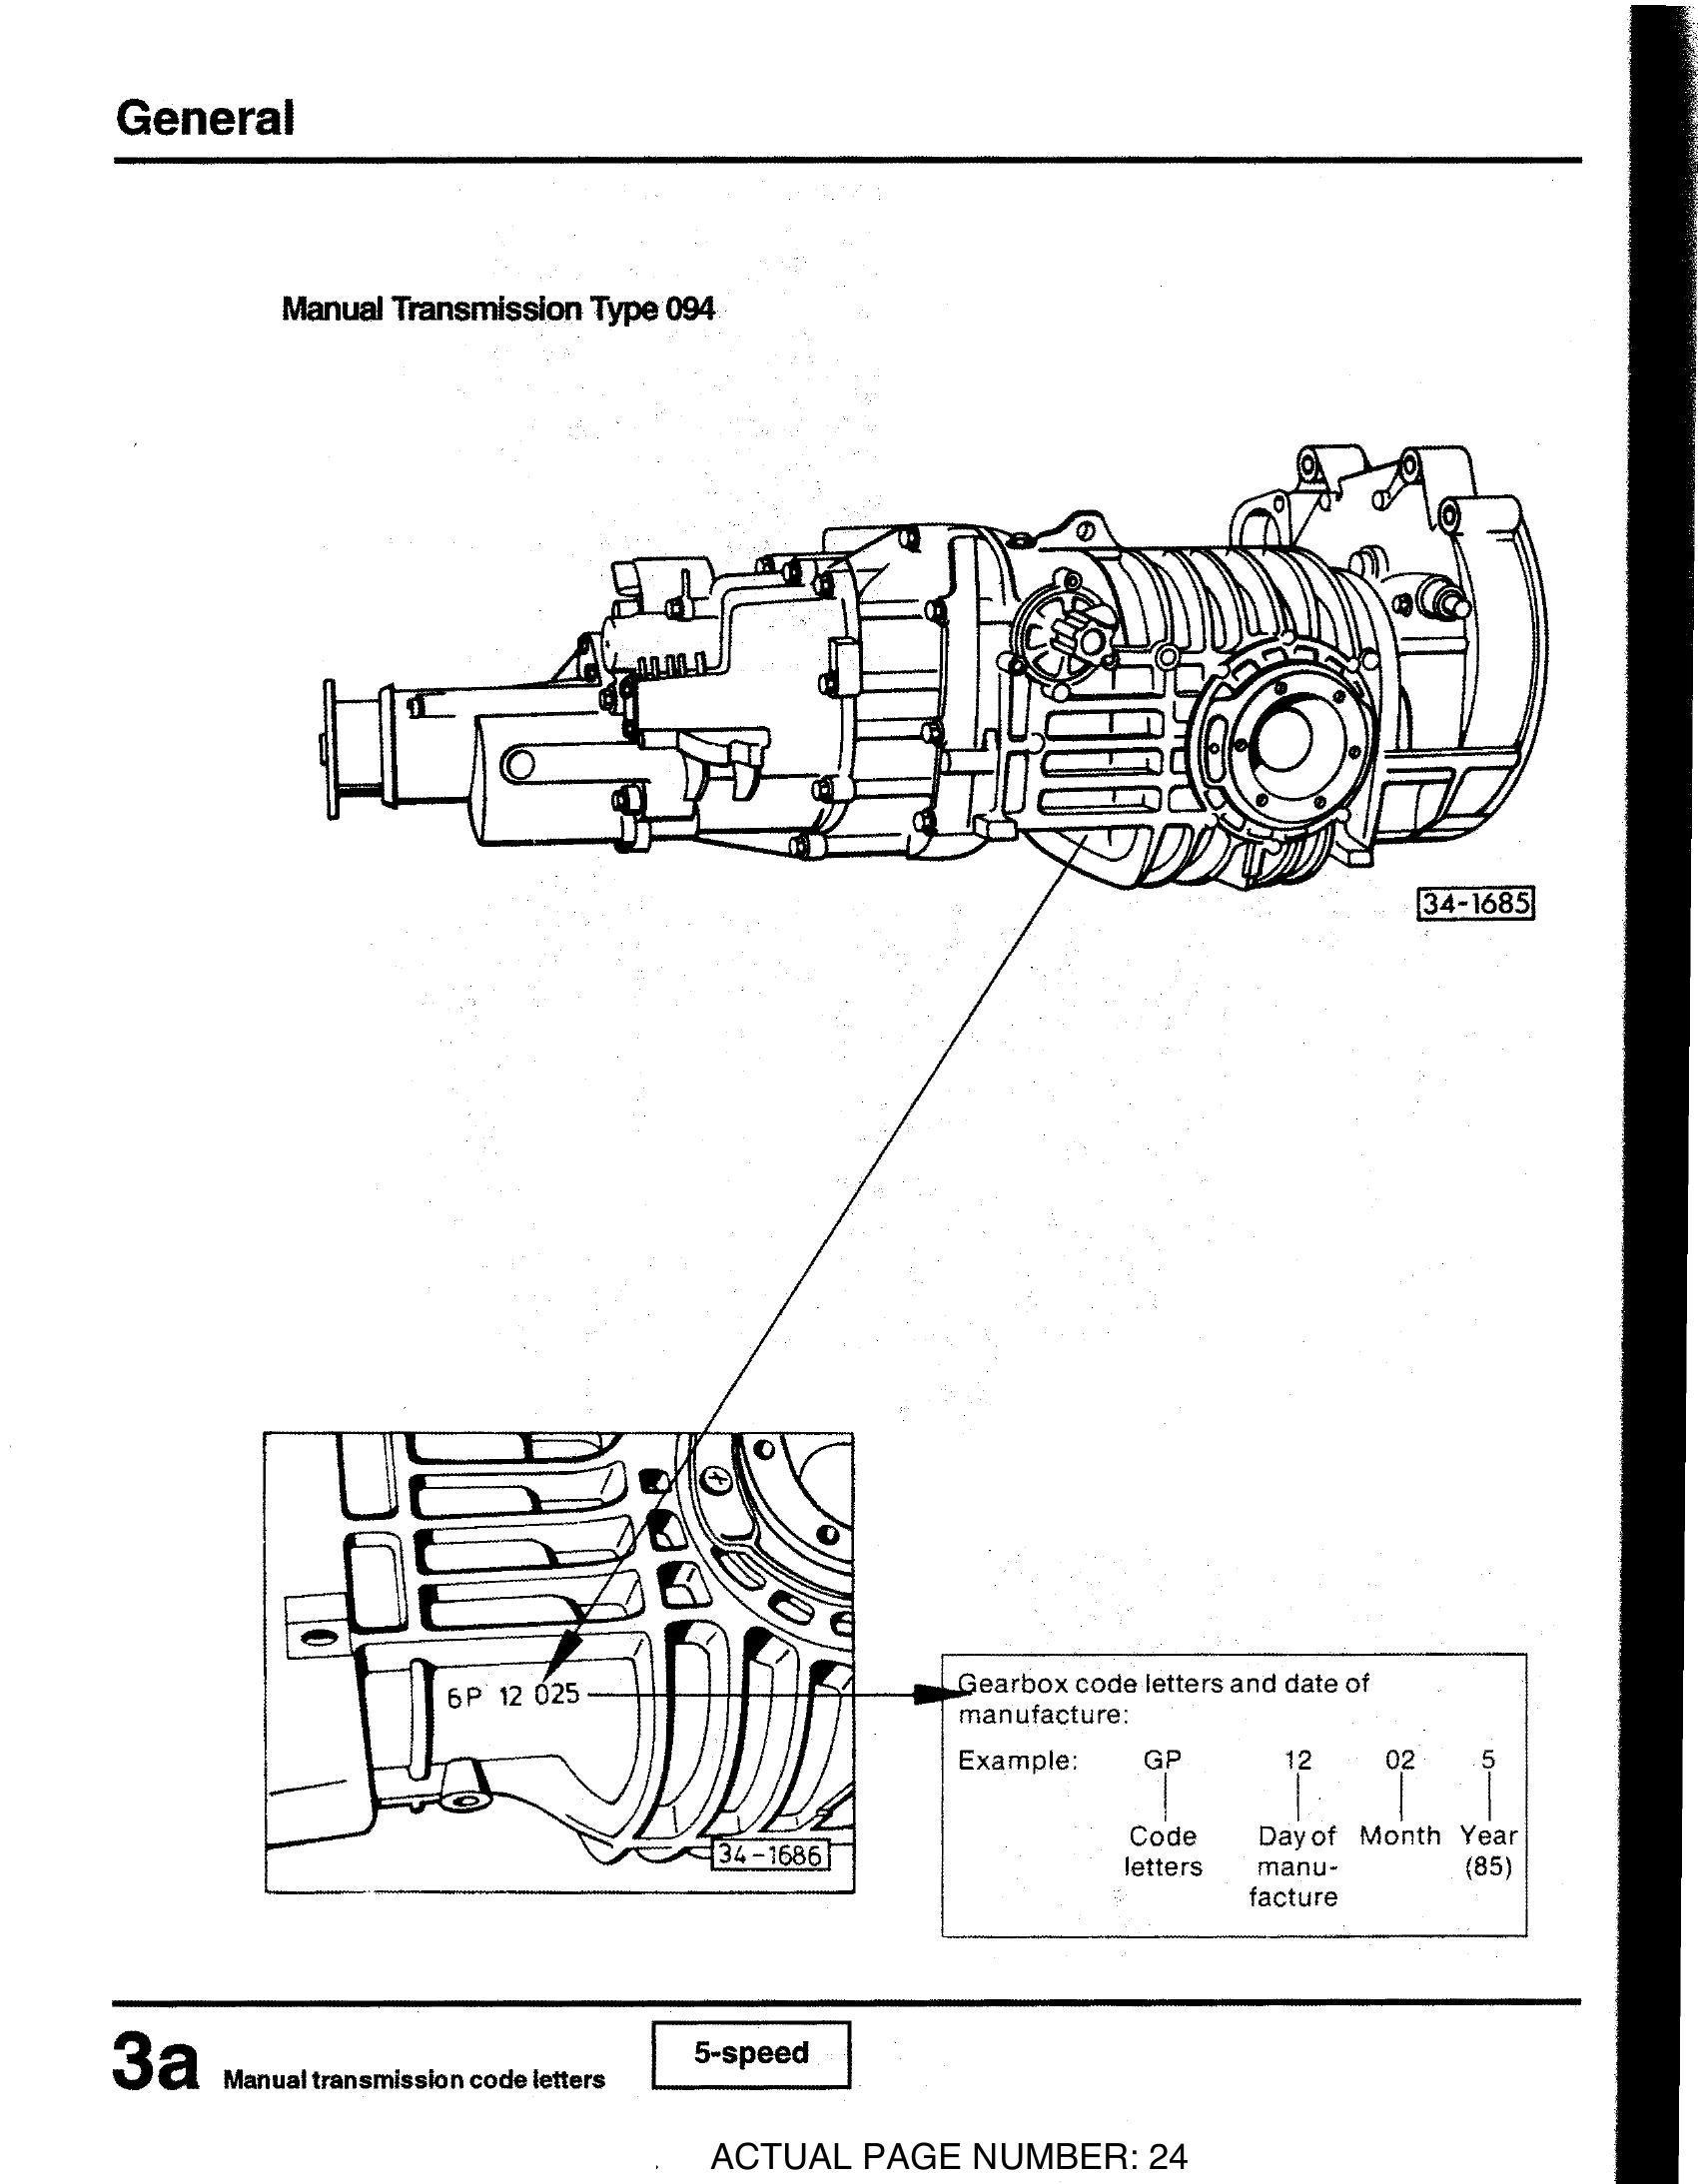 General
Manual Transmission Type 094
34-1685
6P 12 025
34-1686
Gearbox code letters and date of
manufacture:
Example: GP 12 02 5
Code Day of Month Year
letters manu- (85)
facture
3a Manual transmission code letters
5-speed
ACTUAL PAGE NUMBER: 24